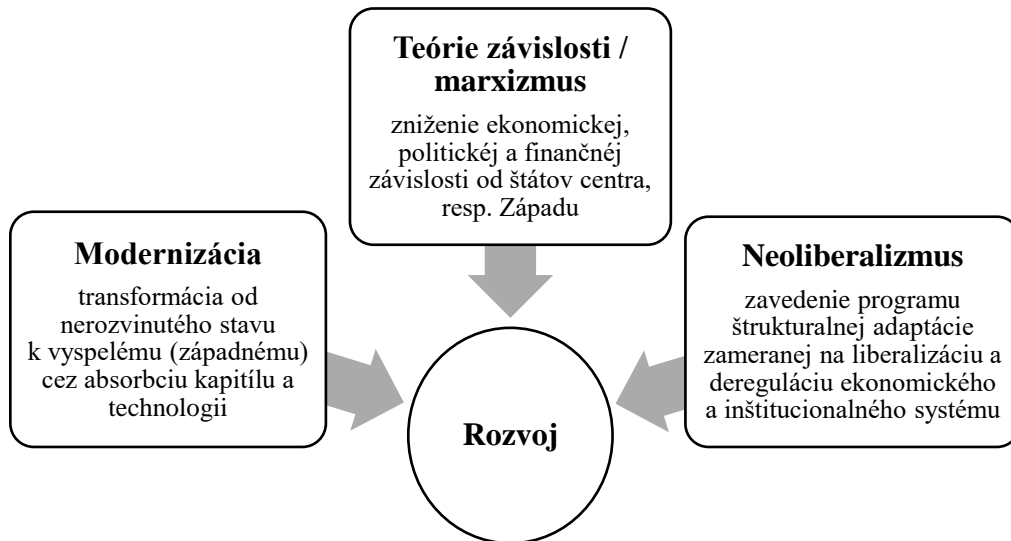 Teórie závislosti /
marxizmus
zniženie ekonomickej,
politickéj a finančnéj
závislosti od štátov centra,
resp. Západu
Modernizácia
transformácia od
nerozvinutého stavu
k vyspelému (západnému)
cez absorbciu kapitílu a
technologii
Neoliberalizmus
zavedenie programu
štrukturalnej adaptácie
zameranej na liberalizáciu a
dereguláciu ekonomického
a inštitucionalného systému
Rozvoj